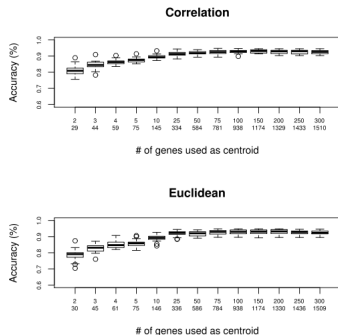 Correlation
Accuracy (%)
1.0
0.9
0.8
0.7
0.6
2 3 4 5 10 25 50 75 100 150 200 250 300
29 44 59 75 145 334 584 781 938 1174 1329 1433 1510
# of genes used as centroid
Euclidean
Accuracy (%)
1.0
0.9
0.8
0.7
0.6
2 3 4 5 10 25 50 75 100 150 200 250 300
30 45 61 75 146 336 586 784 938 1174 1330 1436 1509
# of genes used as centroid